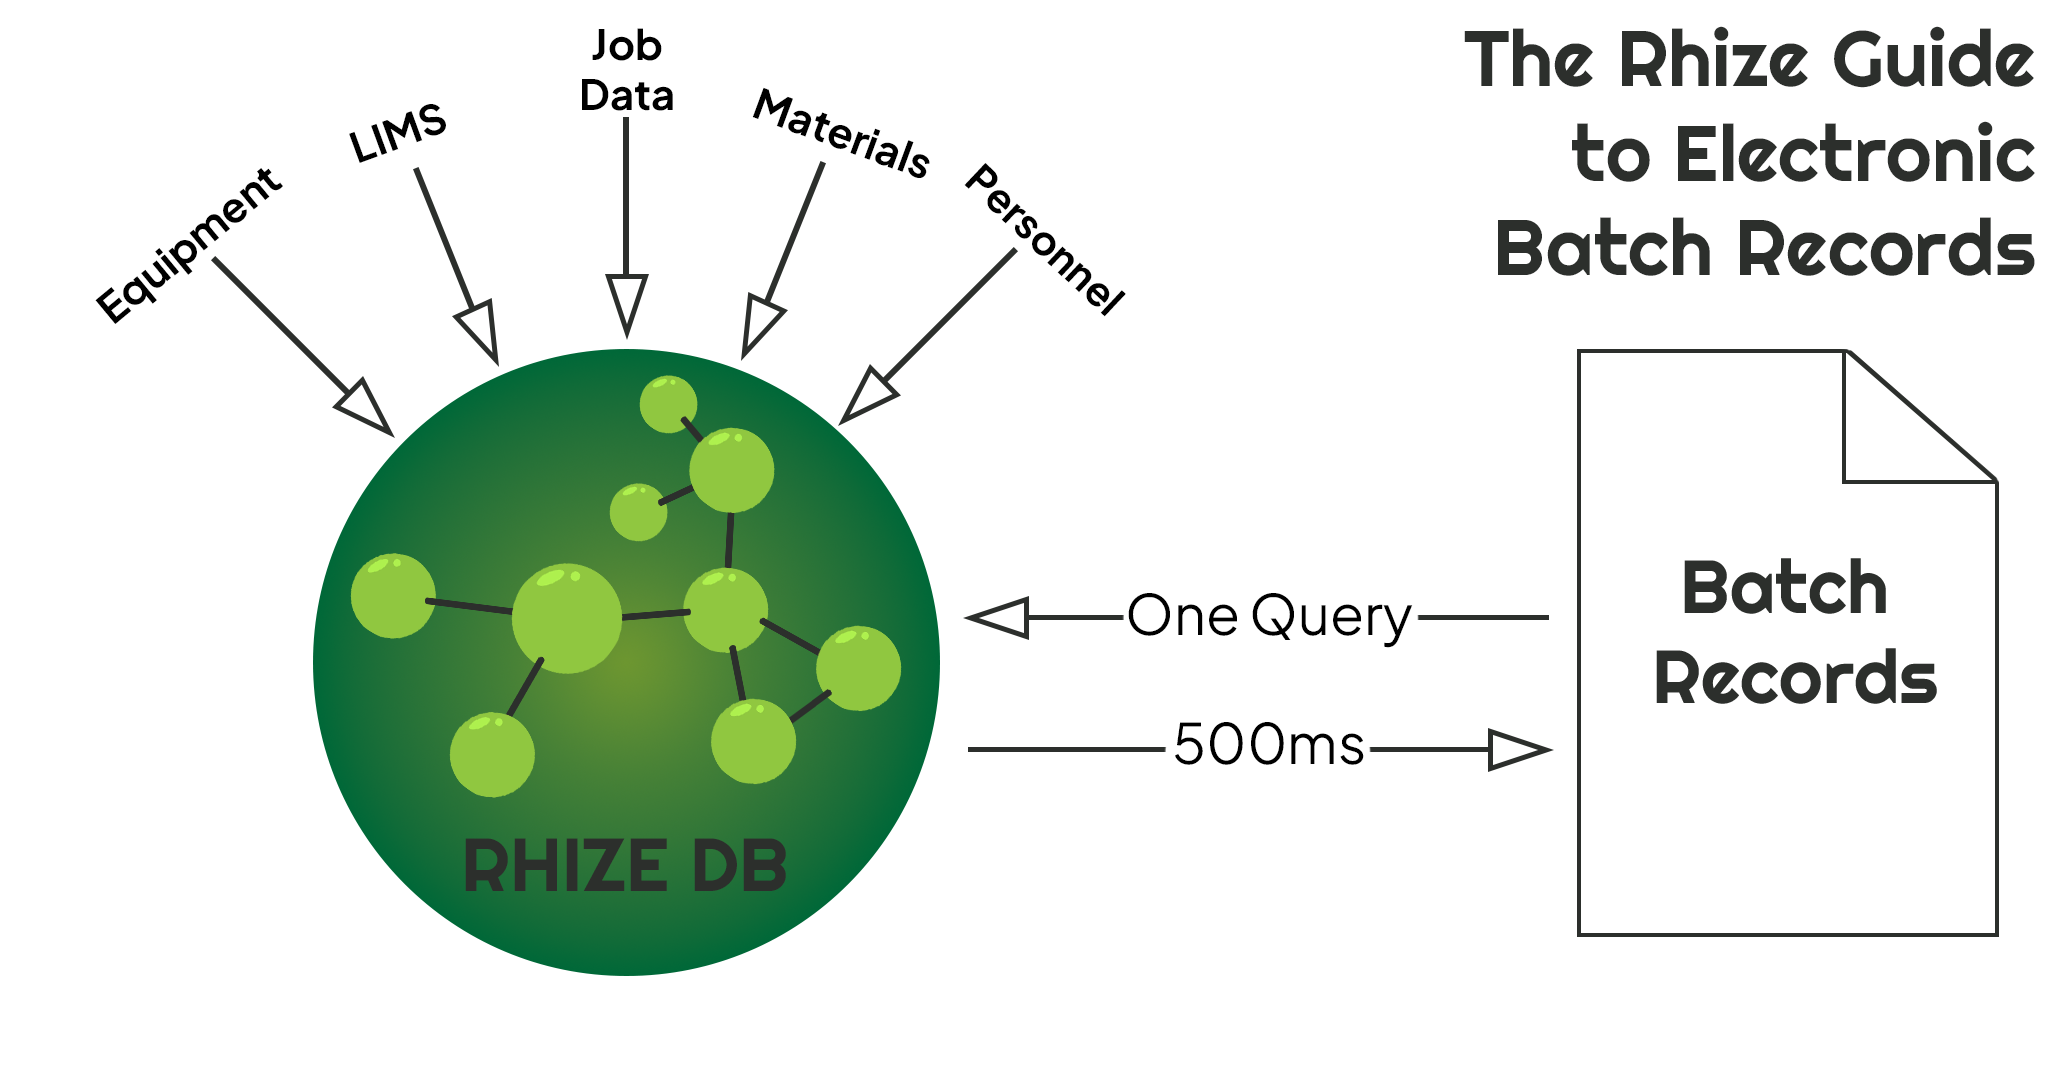 The Rhize Guide
to Electronic
Batch Records
Equipment
LIMS
Job
Data
Materials
Personnel
RHIZE DB
One Query
500ms
Batch
Records